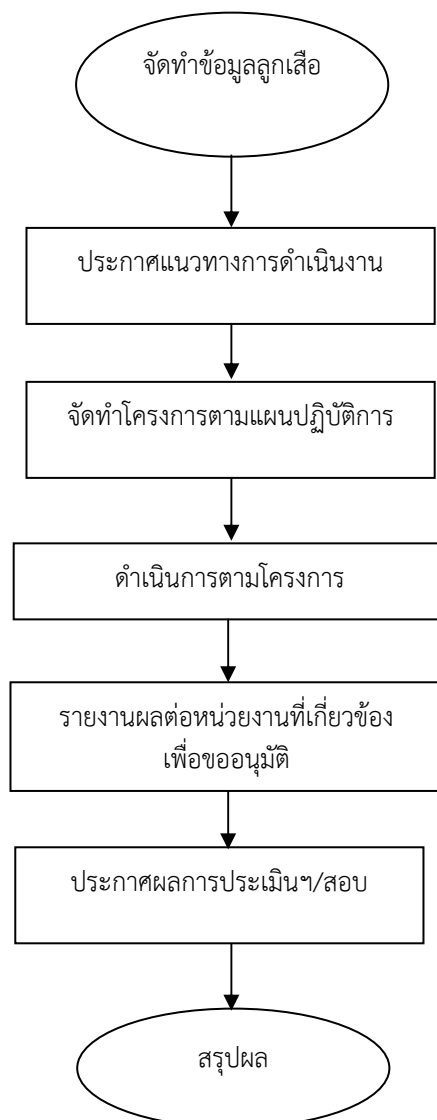 จัดทำข้อมูลลูกเสือ
ประกาศแนวทางการดำเนินงาน
จัดทำโครงการตามแผนปฏิบัติการ
ดำเนินการตามโครงการ
รายงานผลต่อหน่วยงานที่เกี่ยวข้อง
เพื่อขออนุมัติ
ประกาศผลการประเมินฯ/สอบ
สรุปผล